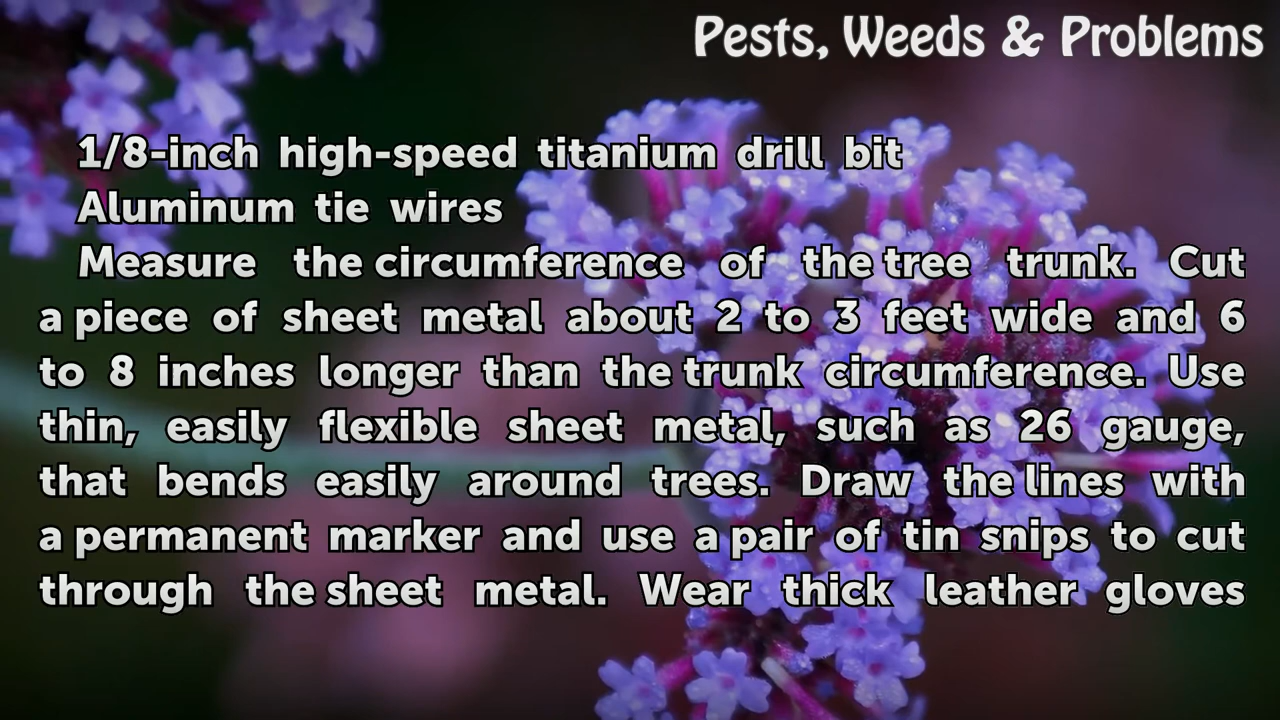 Pests, Weeds & Problems
1/8-inch high-speed titanium drill bit
Aluminum tie wires
Measure the circumference of the tree trunk. Cut
a piece of sheet metal about 2 to 3 feet wide and 6
to 8 inches longer than the trunk circumference. Use
thin, easily flexible sheet metal, such as 26 gauge,
that bends easily around trees. Draw the lines with
a permanent marker and use a pair of tin snips to cut
through the sheet metal. Wear thick leather gloves